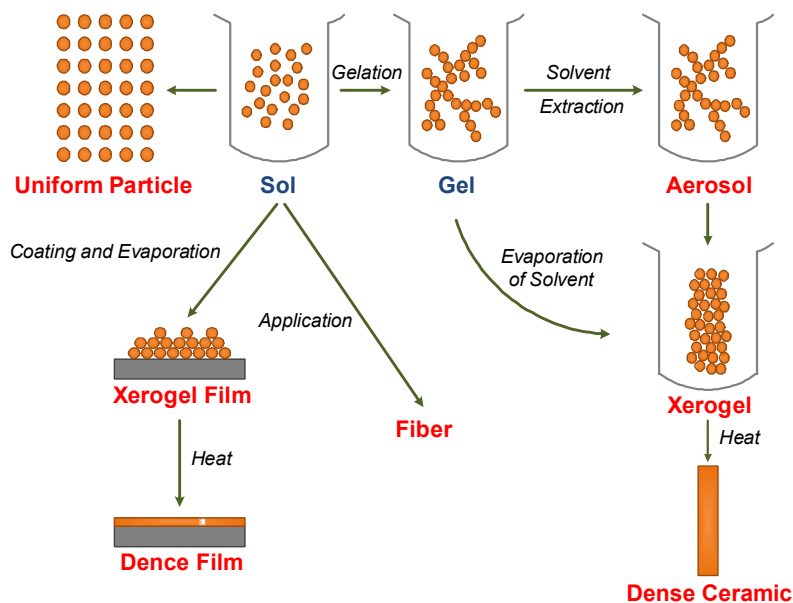 Gelation
Solvent
Extraction
Uniform Particle
Sol
Gel
Aerosol
Coating and Evaporation
Evaporation
of Solvent
Application
Xerogel Film
Fiber
Xerogel
Heat
Heat
Dence Film
Dense Ceramic